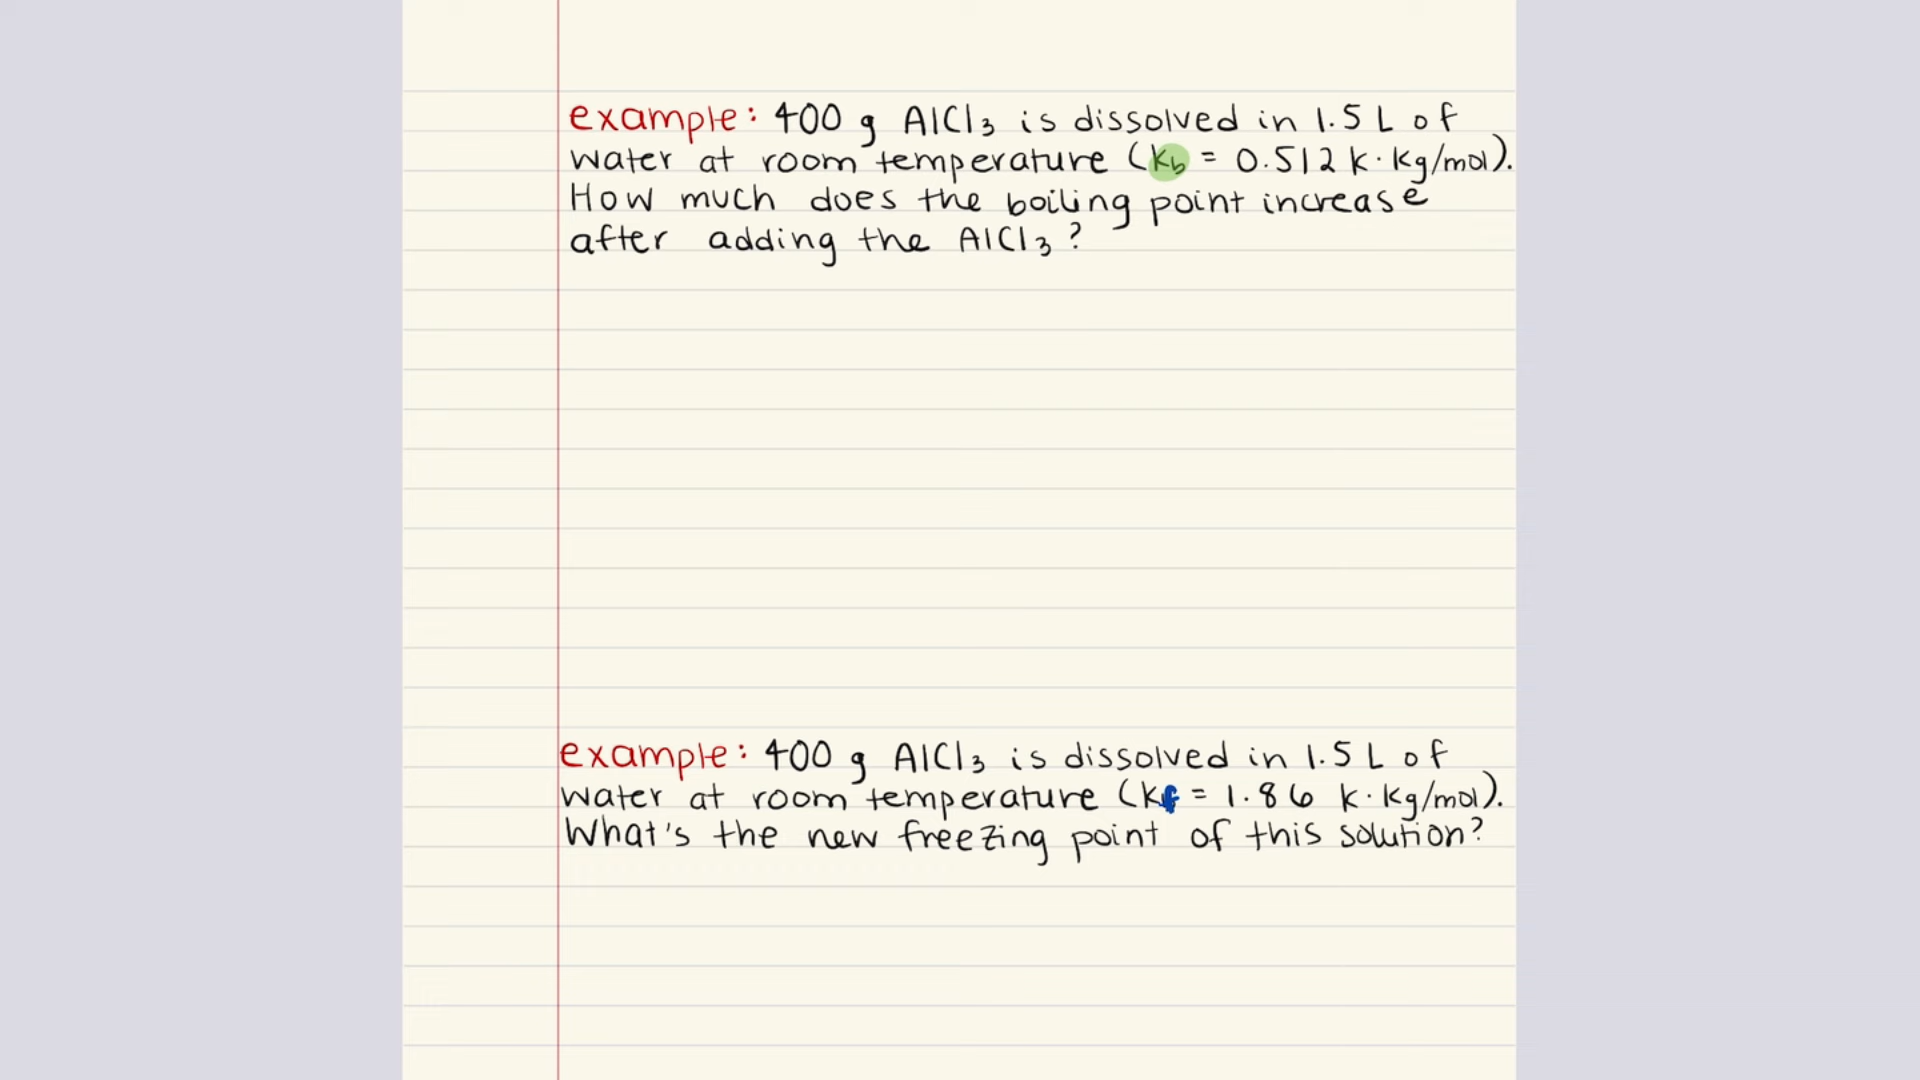 example: 400 g AlCl3 is dissolved in 1.5 L of
water at room temperature (kb = 0.512 k·kg/mol).
How much does the boiling point increase
after adding the AlCl3?
example: 400 g AlCl3 is dissolved in 1.5 L of
water at room temperature (kf = 1.86 k·kg/mol).
What's the new freezing point of this solution?